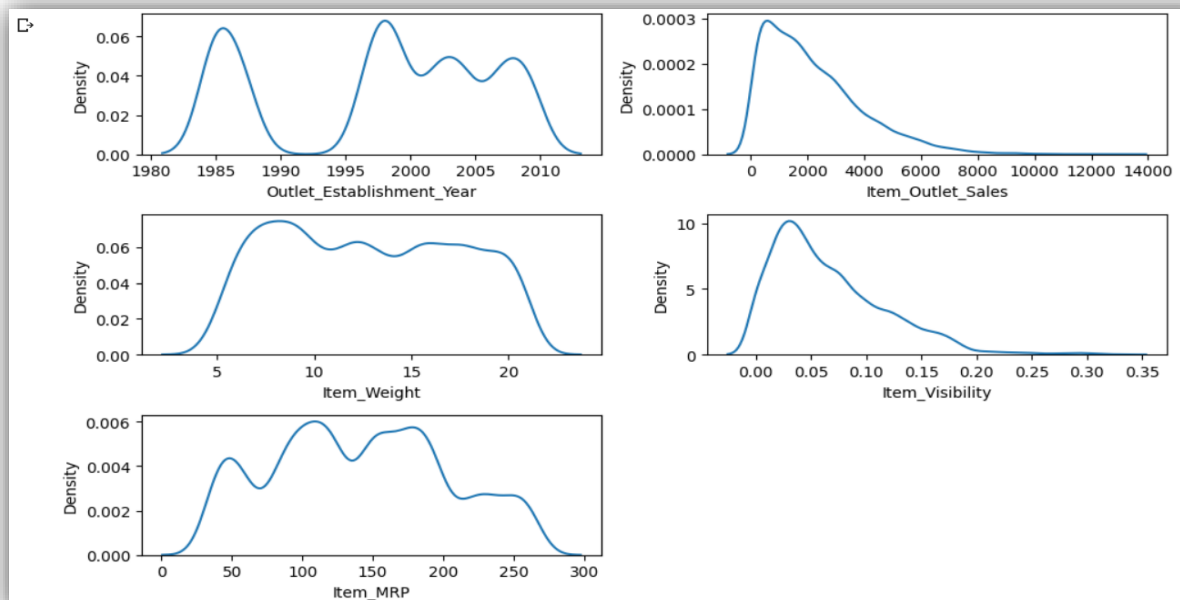 0.06
0.04
0.02
0.00
Density
1980 1985 1990 1995 2000 2005 2010
Outlet_Establishment_Year
0.0003
0.0002
0.0001
0.0000
Density
0 2000 4000 6000 8000 10000 12000 14000
Item_Outlet_Sales
0.06
0.04
0.02
0.00
Density
5 10 15 20
Item_Weight
10
5
0
Density
0.00 0.05 0.10 0.15 0.20 0.25 0.30 0.35
Item_Visibility
0.006
0.004
0.002
0.000
Density
0 50 100 150 200 250 300
Item_MRP